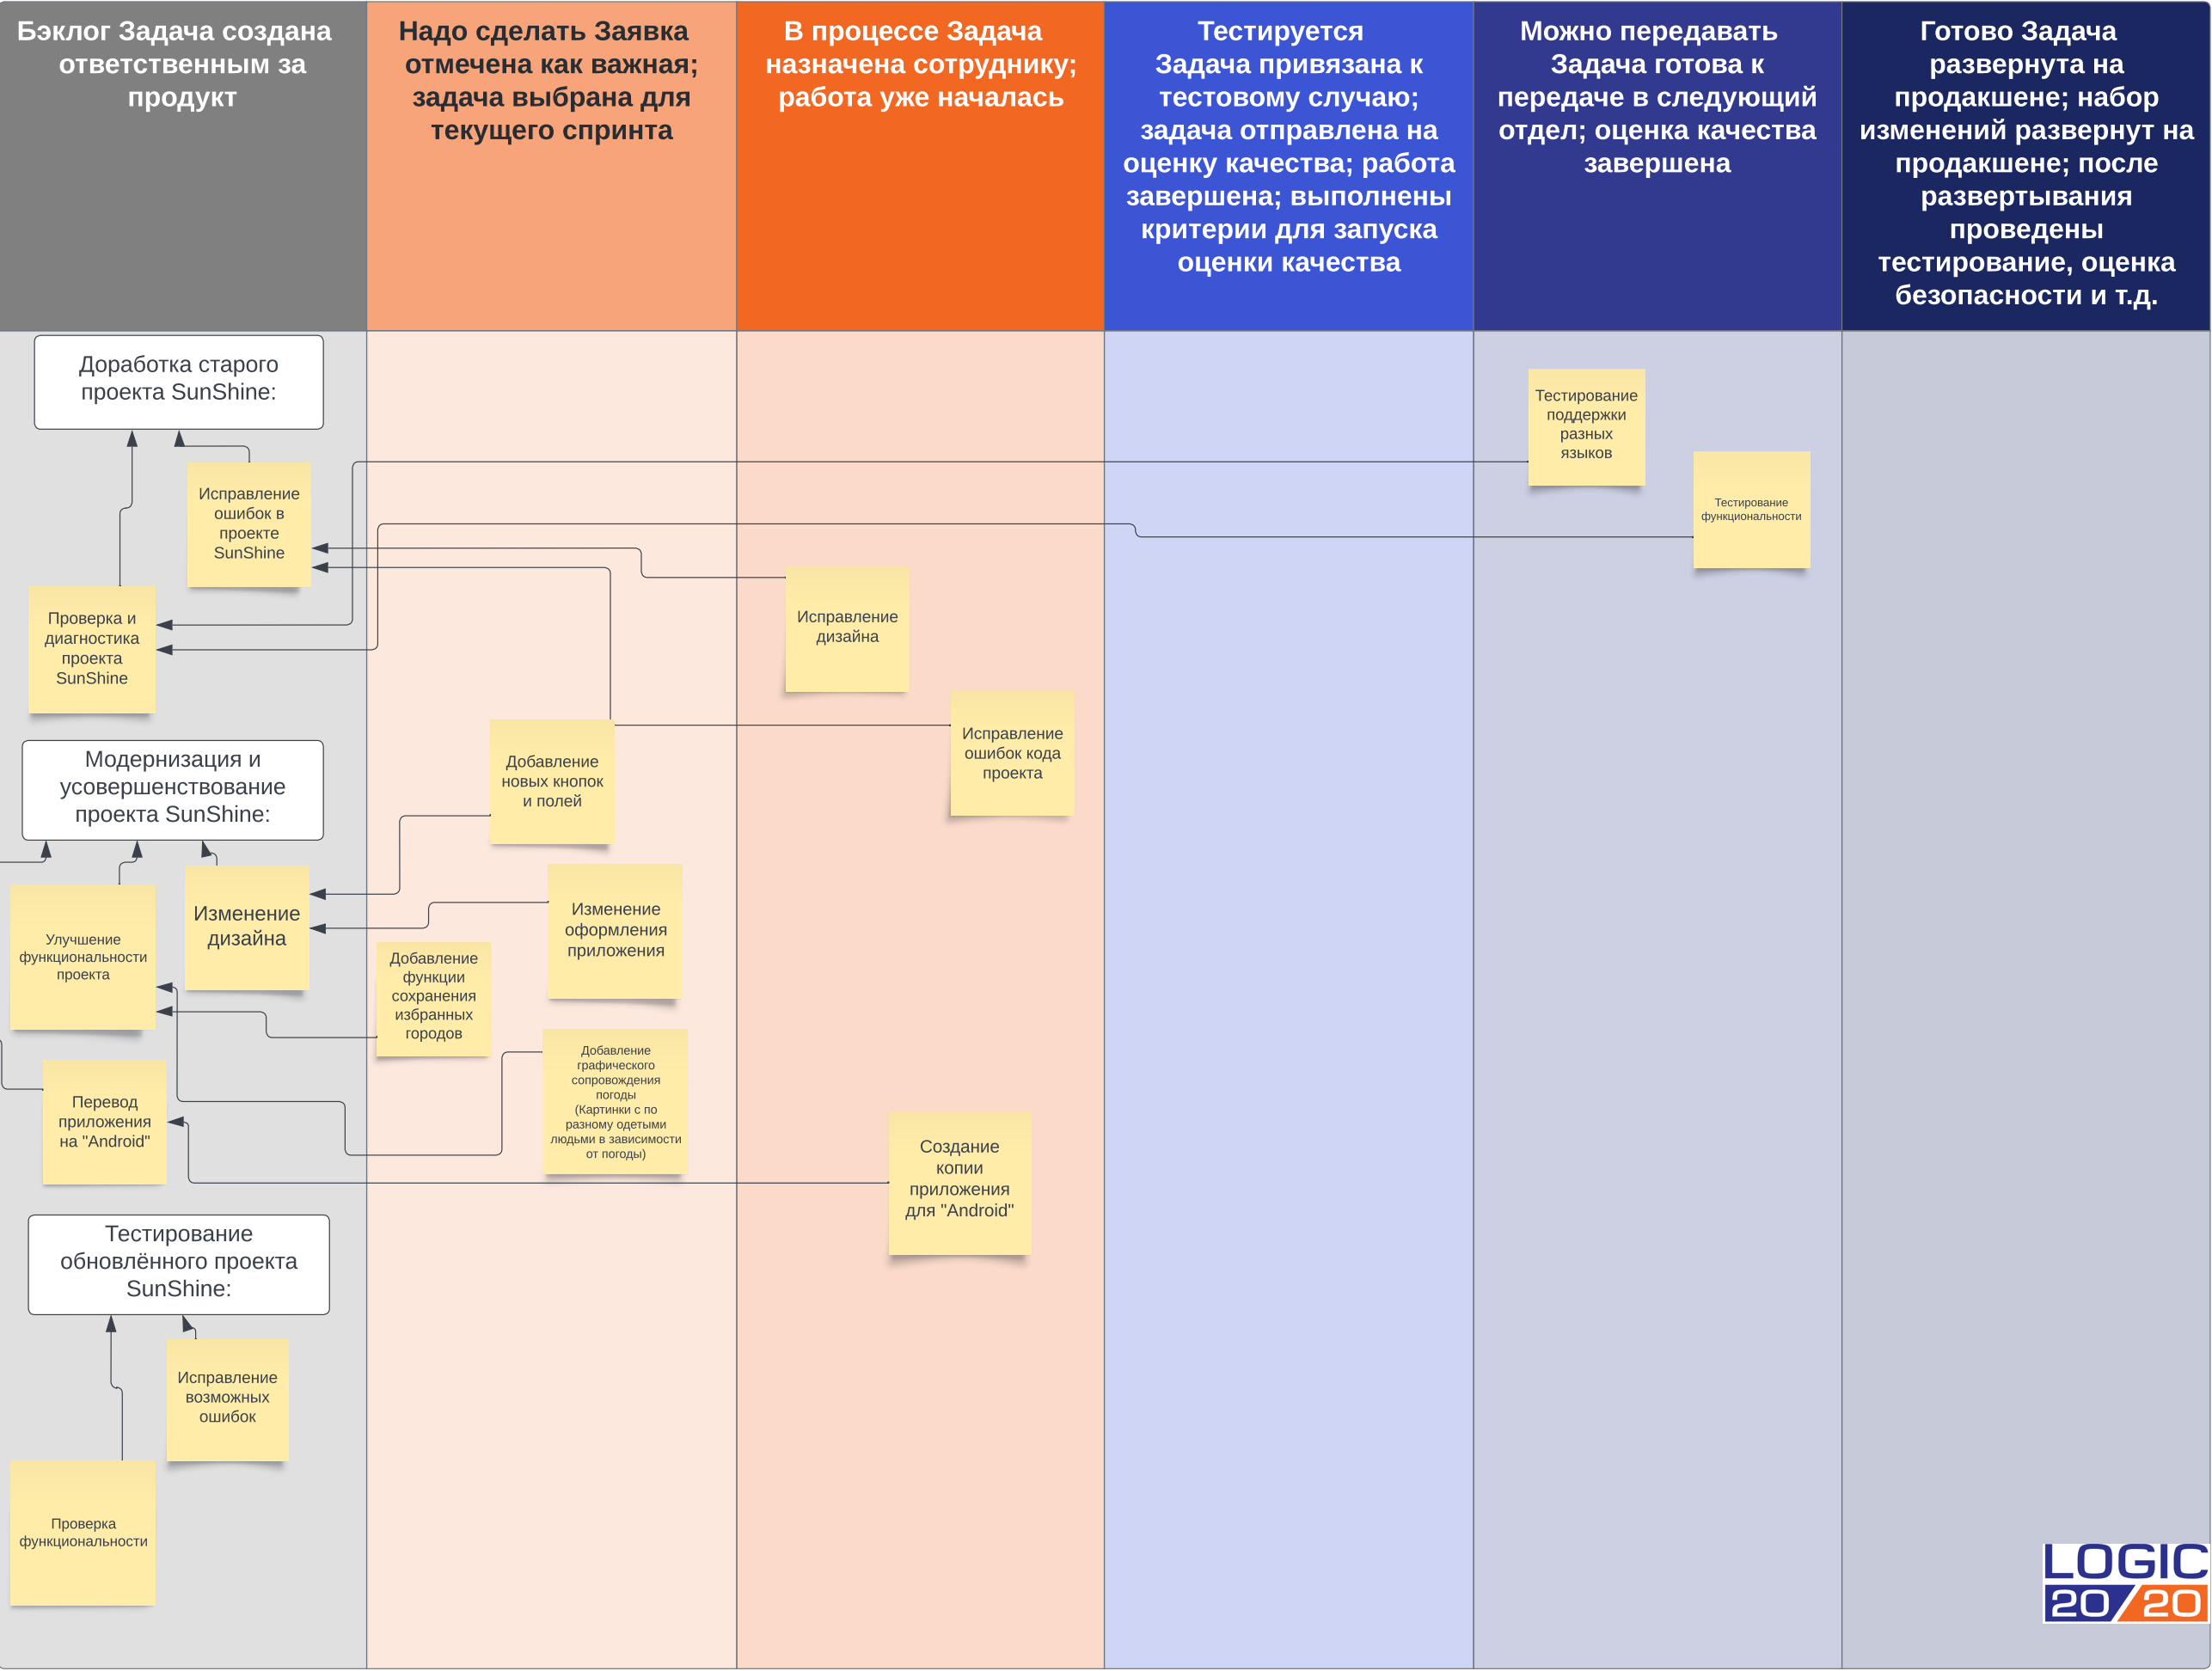 Бэклог Задача создана
ответственным за
продукт
Надо сделать Заявка
отмечена как важная;
задача выбрана для
текущего спринта
В процессе Задача
назначена сотруднику;
работа уже началась
Тестируется
Задача привязана к
тестовому случаю;
задача отправлена на
оценку качества; работа
завершена; выполнены
критерии для запуска
оценки качества
Можно передавать
Задача готова к
передаче в следующий
отдел; оценка качества
завершена
Готово Задача
развернута на
продакшене; набор
изменений развернут на
продакшене; после
развертывания
проведены
тестирование, оценка
безопасности и т.д.
Доработка старого
проекта SunShine:
Исправление
ошибок в
проекте
SunShine
Проверка и
диагностика
проекта
SunShine
Модернизация и
усовершенствование
проекта SunShine:
Изменение
дизайна
Улучшение
функциональности
проекта
Перевод
приложения
на "Android"
Тестирование
обновлённого проекта
SunShine:
Исправление
возможных
ошибок
Проверка
функциональности
Добавление
новых кнопок
и полей
Изменение
оформления
приложения
Добавление
функции
сохранения
избранных
городов
Добавление
графического
сопровождения
погоды
(Картинки с по
разному одетыми
людьми в зависимости
от погоды)
Исправление
дизайна
Исправление
ошибок кода
проекта
Создание
копии
приложения
для "Android"
Тестирование
поддержки
разных
языков
Тестирование
функциональности
LOGIC
20/20